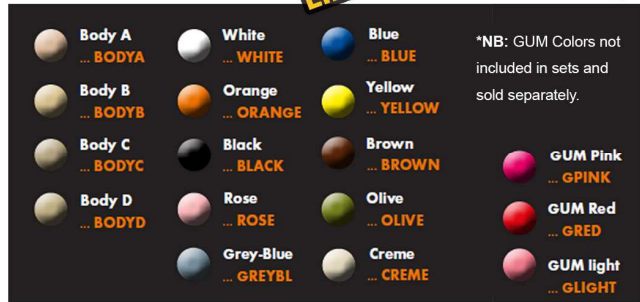 Body A
... BODYA
Body B
... BODYB
Body C
... BODYC
Body D
... BODYD
White
... WHITE
Orange
... ORANGE
Black
... BLACK
Rose
... ROSE
Grey-Blue
... GREYBL
Blue
... BLUE
Yellow
... YELLOW
Brown
... BROWN
Olive
... OLIVE
Creme
... CREME
*NB: GUM Colors not
included in sets and
sold separately.
GUM Pink
... GPINK
GUM Red
... GRED
GUM light
... GLIGHT